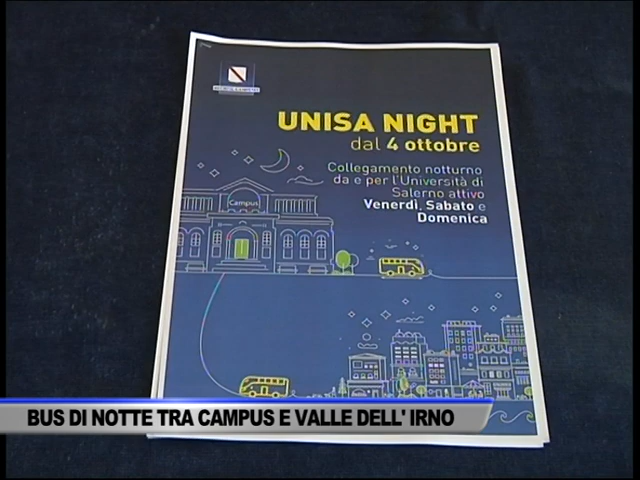 UNISA NIGHT
dal 4 ottobre
Collegamento notturno
da e per l'Università di
Salerno attivo
Venerdì, Sabato e
Domenica
Campus
BUS DI NOTTE TRA CAMPUS E VALLE DELL' IRNO